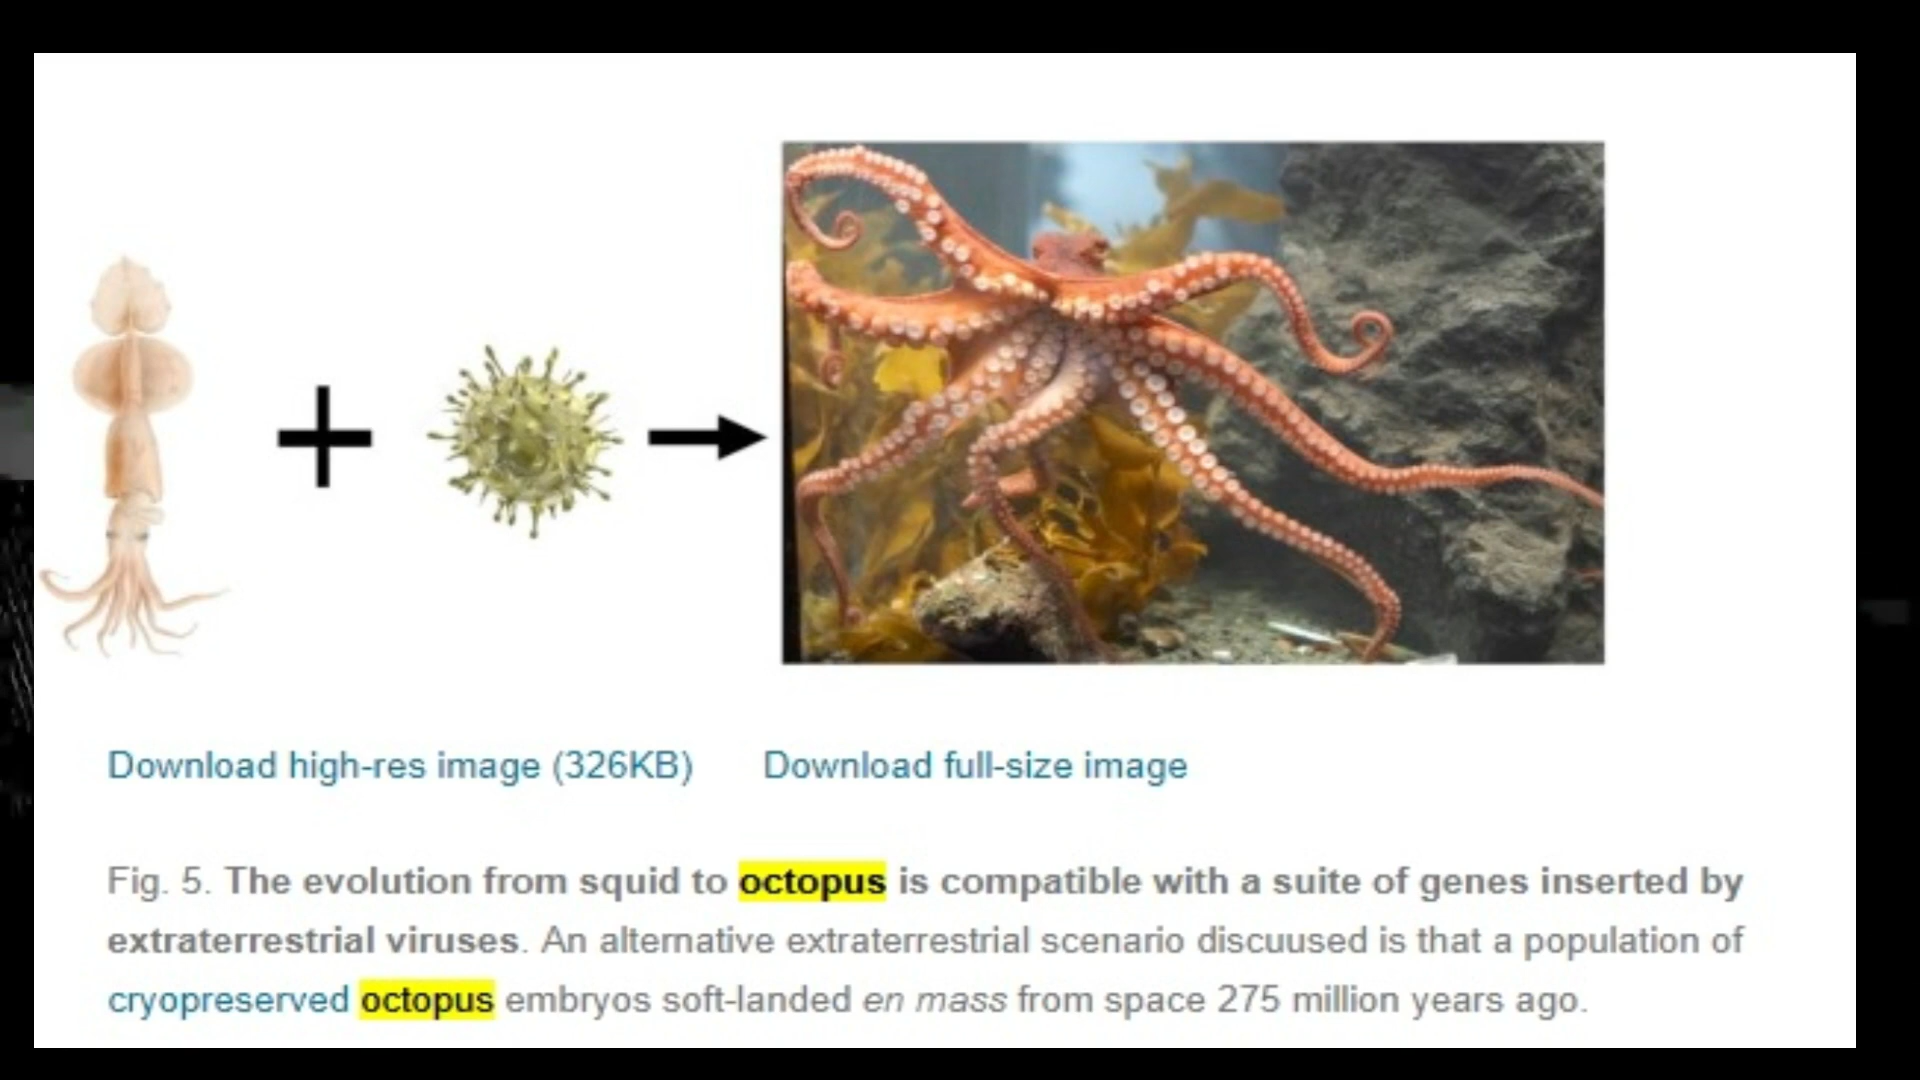 Download high-res image (326KB) Download full-size image
Fig. 5. The evolution from squid to octopus is compatible with a suite of genes inserted by
extraterrestrial viruses. An alternative extraterrestrial scenario discuused is that a population of
cryopreserved octopus embryos soft-landed en mass from space 275 million years ago.